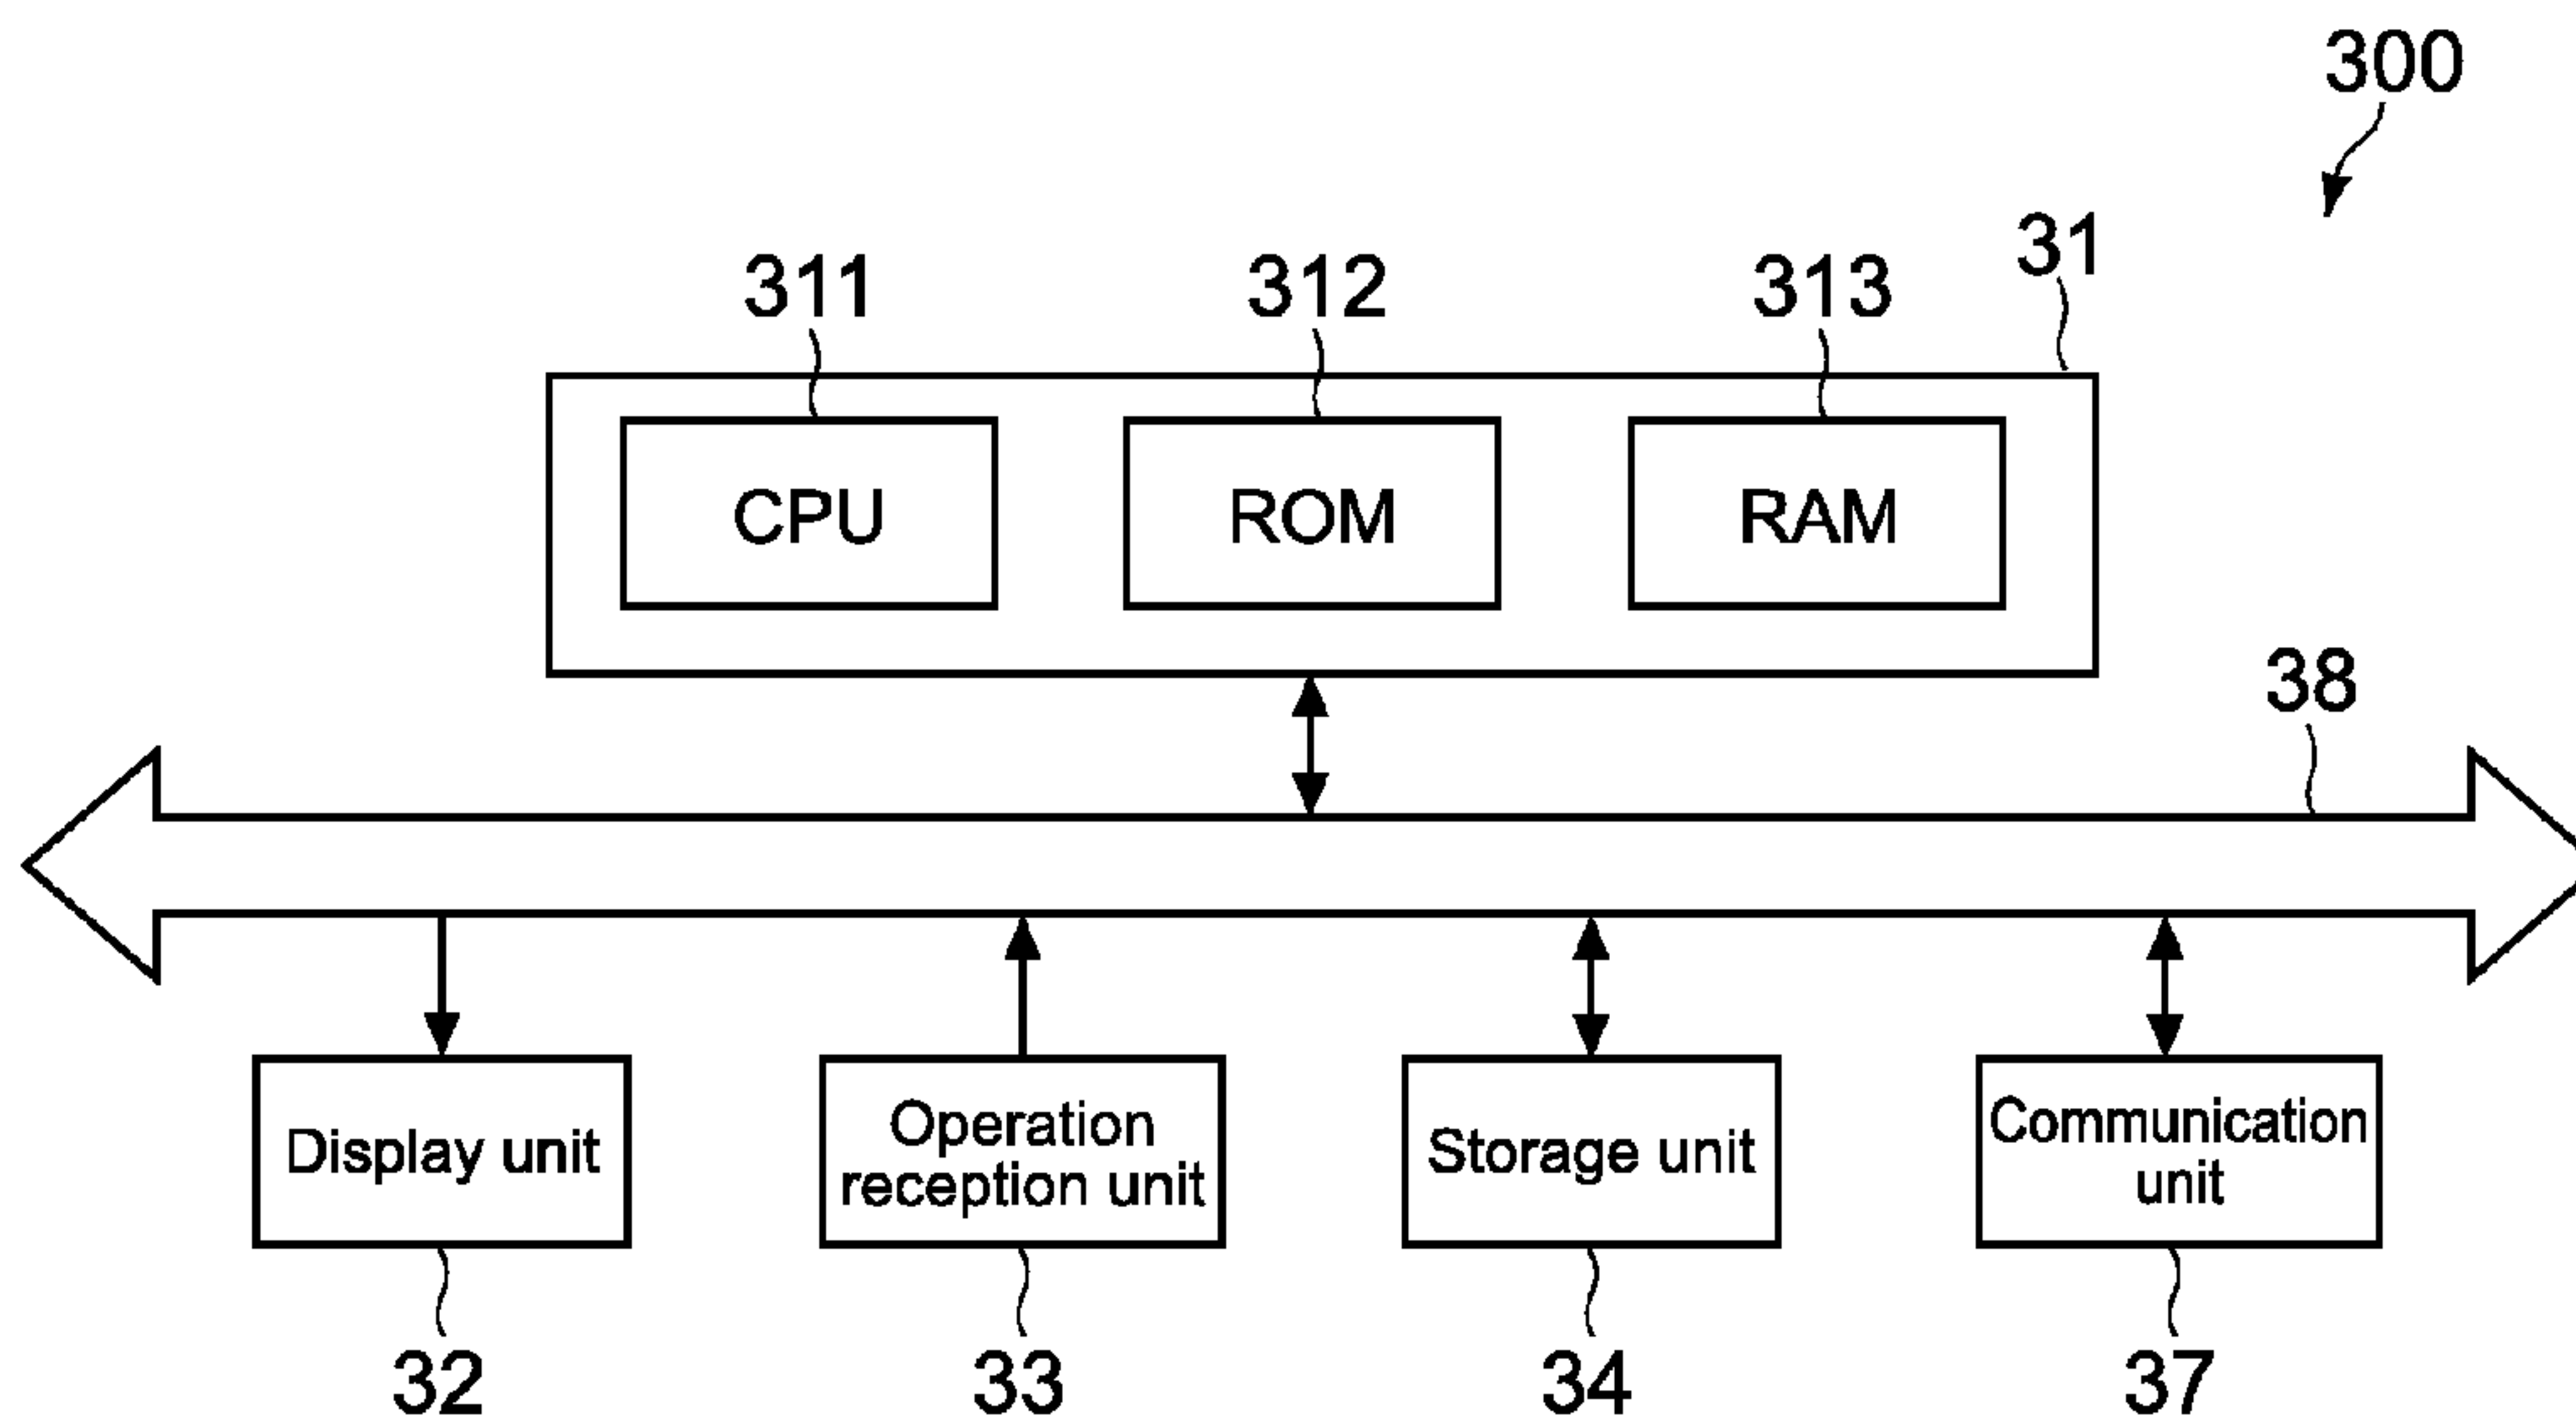 300
31
311
312
313
CPU
ROM
RAM
38
Display unit
Operation
reception unit
Storage unit
Communication
unit
32
33
34
37